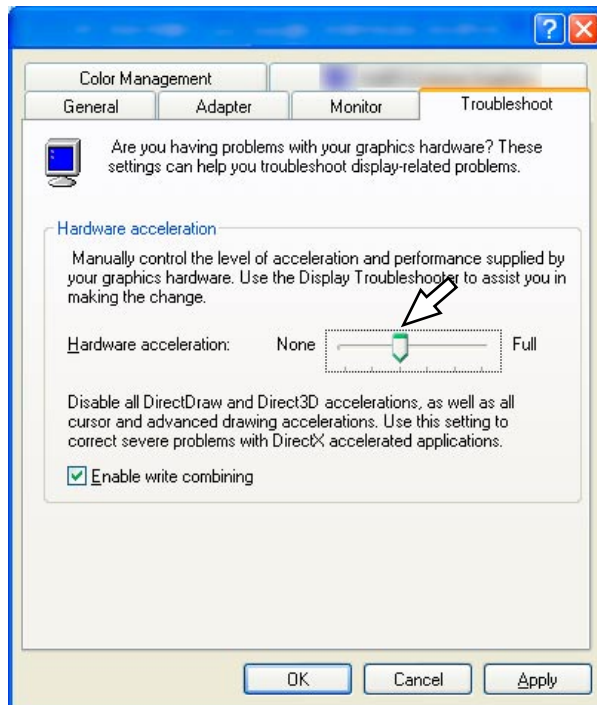 ?
Color Management
General
Adapter
Monitor
Troubleshoot
Are you having problems with your graphics hardware? These
settings can help you troubleshoot display-related problems.
Hardware acceleration
Manually control the level of acceleration and performance supplied by
your graphics hardware. Use the Display Troubleshooter to assist you in
making the change.
Hardware acceleration: None Full
Disable all DirectDraw and Direct3D accelerations, as well as all
cursor and advanced drawing accelerations. Use this setting to
correct severe problems with DirectX accelerated applications.
Enable write combining
OK Cancel Apply